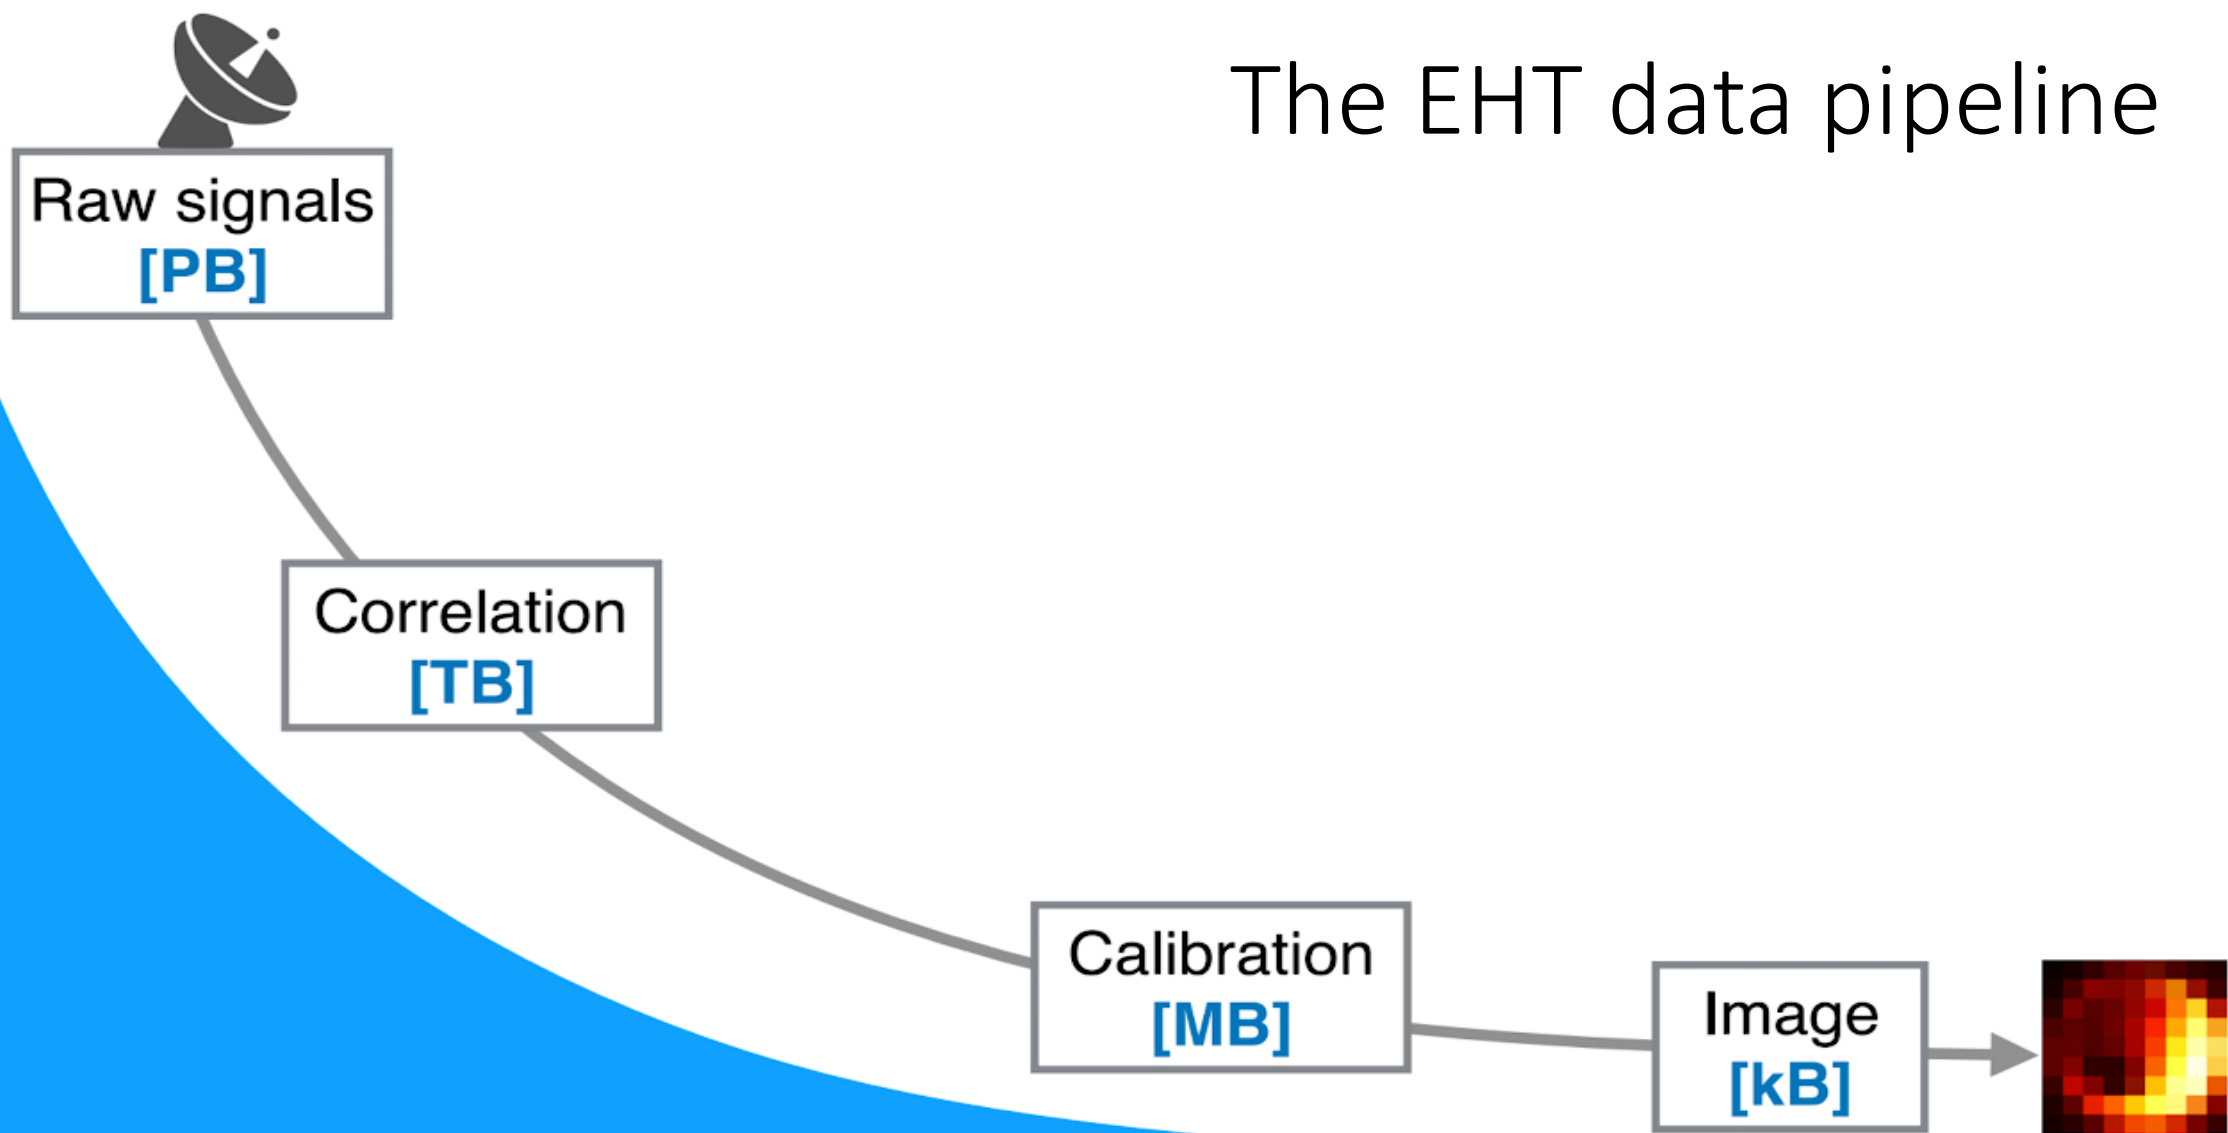 The EHT data pipeline
Raw signals
[PB]
Correlation
[TB]
Calibration
[MB]
Image
[kB]